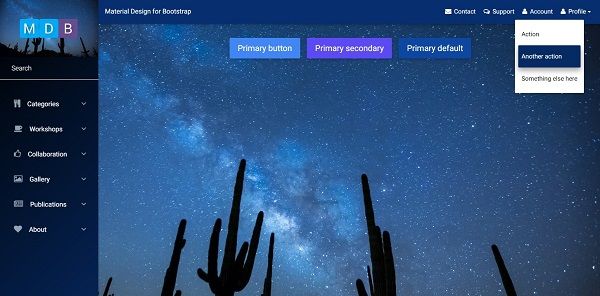 M D B
Material Design for Bootstrap
Contact Support Account Profile
Search
Primary button Primary secondary Primary default
Action
Another action
Something else here
Categories
Workshops
Collaboration
Gallery
Publications
About